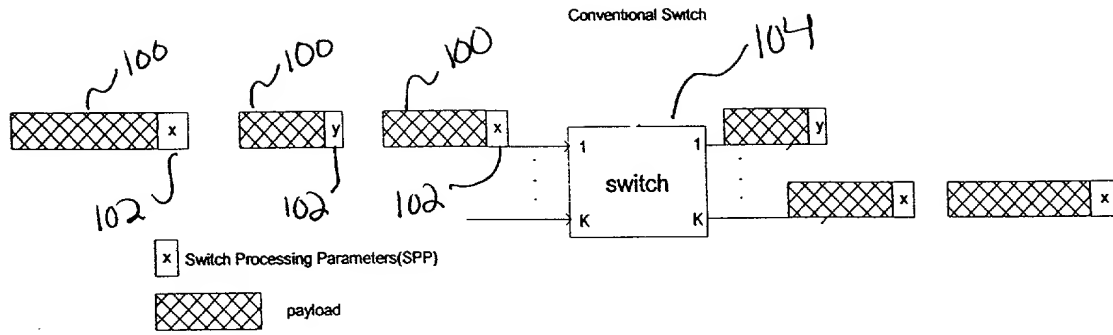 Conventional Switch
100 100 100 104
x y x 1 1 y
switch
102 102 102 K K x x
x Switch Processing Parameters(SPP)
payload